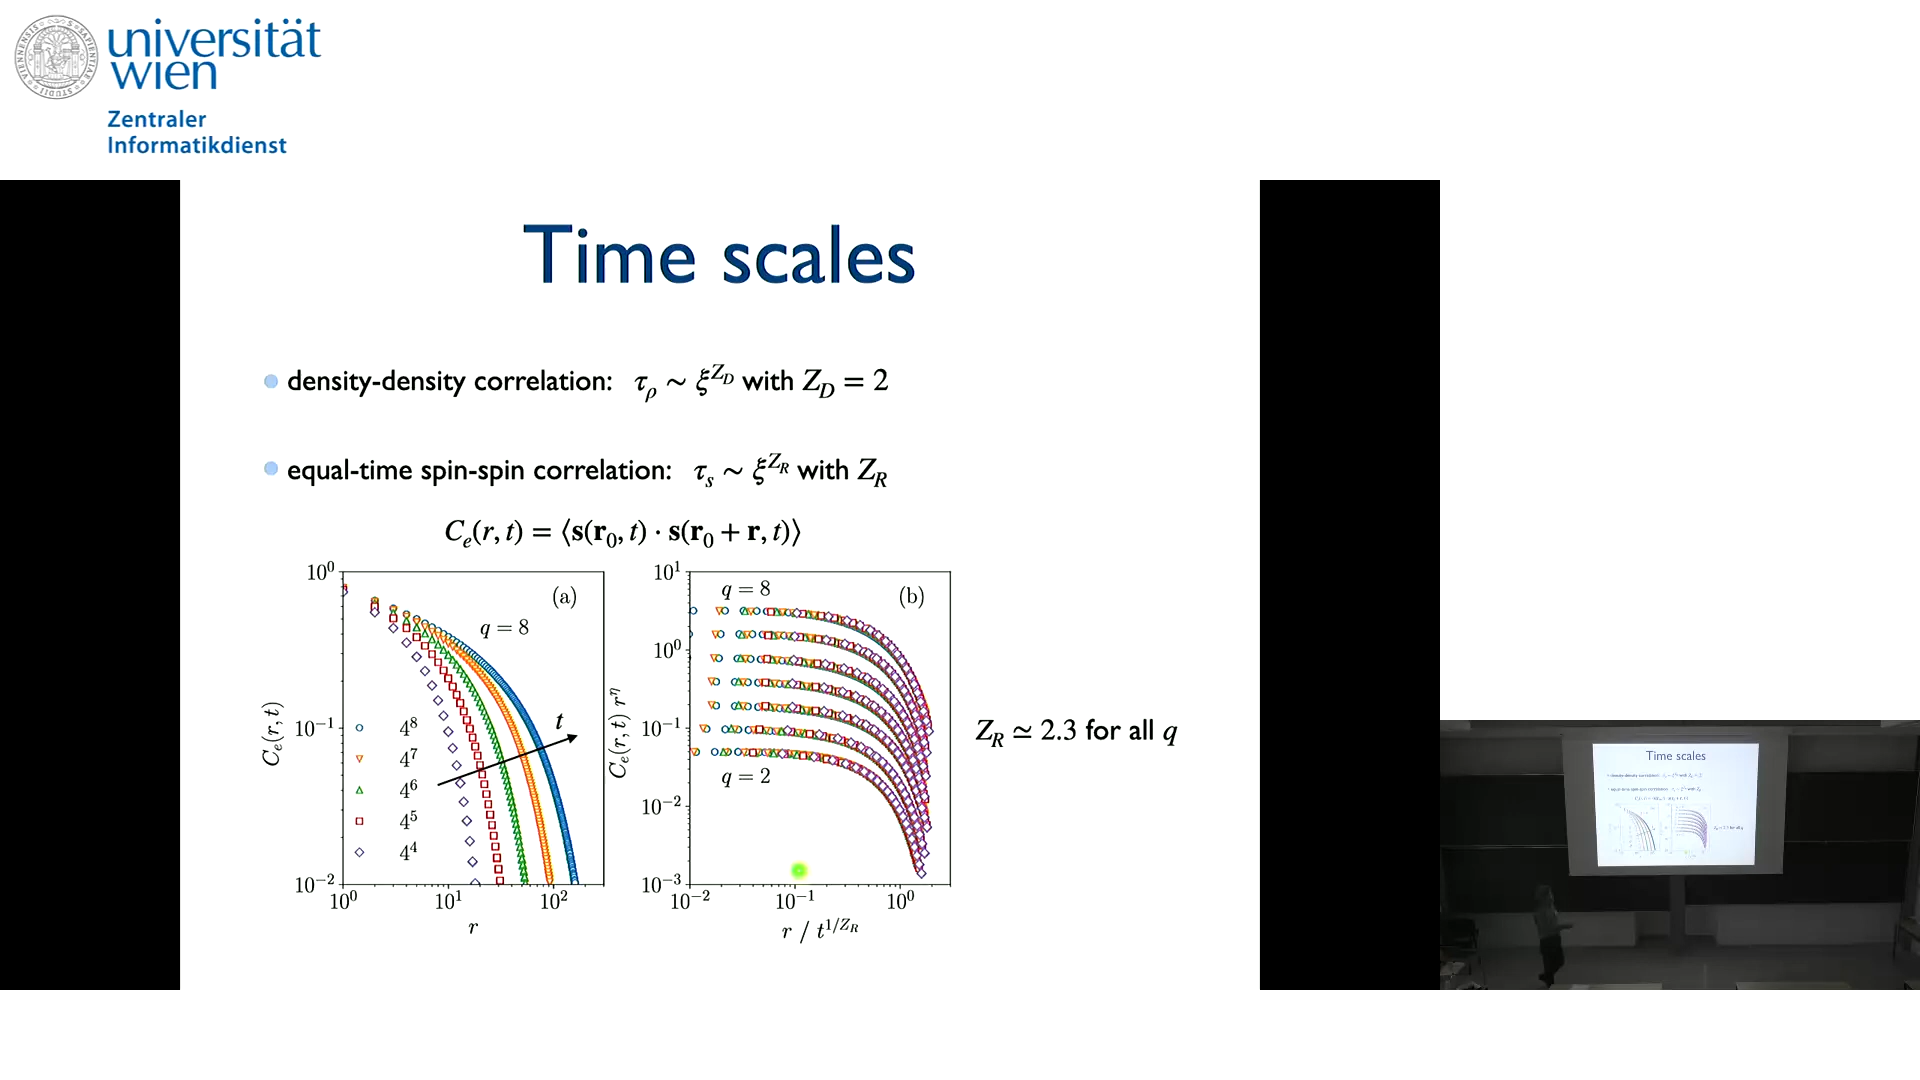 universität
wien
Zentraler
Informatikdienst
Time scales
density-density correlation: τ_ρ ∼ ξ^{Z_D} with Z_D = 2
equal-time spin-spin correlation: τ_s ∼ ξ^{Z_R} with Z_R
C_e(r, t) = ⟨s(r_0, t) · s(r_0 + r, t)⟩
(a)
q = 8
t
C_e(r, t)
10^0
10^{-1}
10^{-2}
4^8
4^7
4^6
4^5
4^4
10^0 10^1 10^2
r
(b)
q = 8
q = 2
C_e(r, t) r^η
10^1
10^0
10^{-1}
10^{-2}
10^{-3}
10^{-2} 10^{-1} 10^0
r / t^{1/Z_R}
Z_R ≃ 2.3 for all q
Time scales